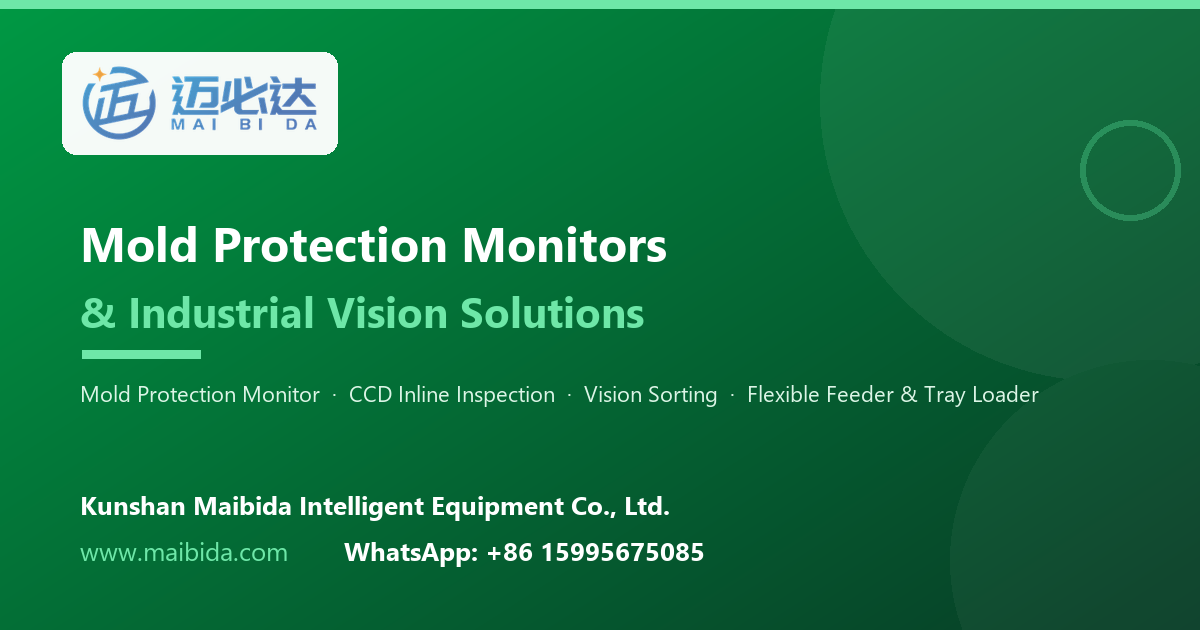 迈必达
MAI BI DA
Mold Protection Monitors
& Industrial Vision Solutions
Mold Protection Monitor · CCD Inline Inspection · Vision Sorting · Flexible Feeder & Tray Loader
Kunshan Maibida Intelligent Equipment Co., Ltd.
www.maibida.com WhatsApp: +86 15995675085